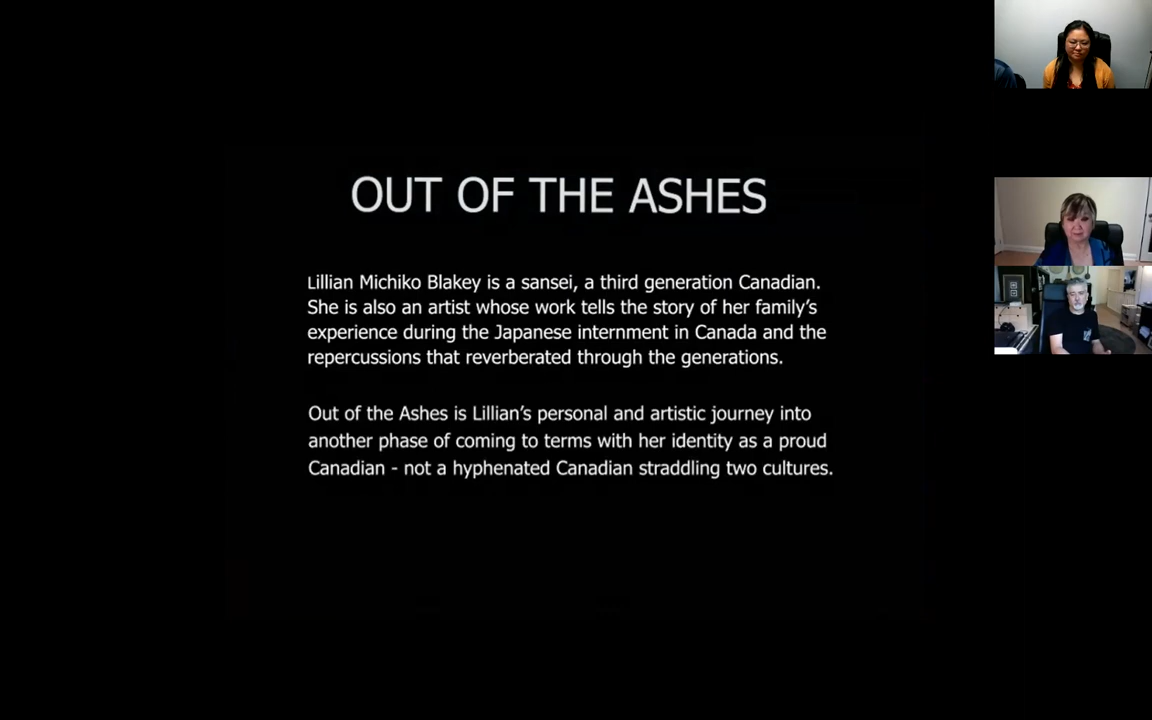 OUT OF THE ASHES
Lillian Michiko Blakey is a sansei, a third generation Canadian.
She is also an artist whose work tells the story of her family's
experience during the Japanese internment in Canada and the
repercussions that reverberated through the generations.
Out of the Ashes is Lillian's personal and artistic journey into
another phase of coming to terms with her identity as a proud
Canadian - not a hyphenated Canadian straddling two cultures.